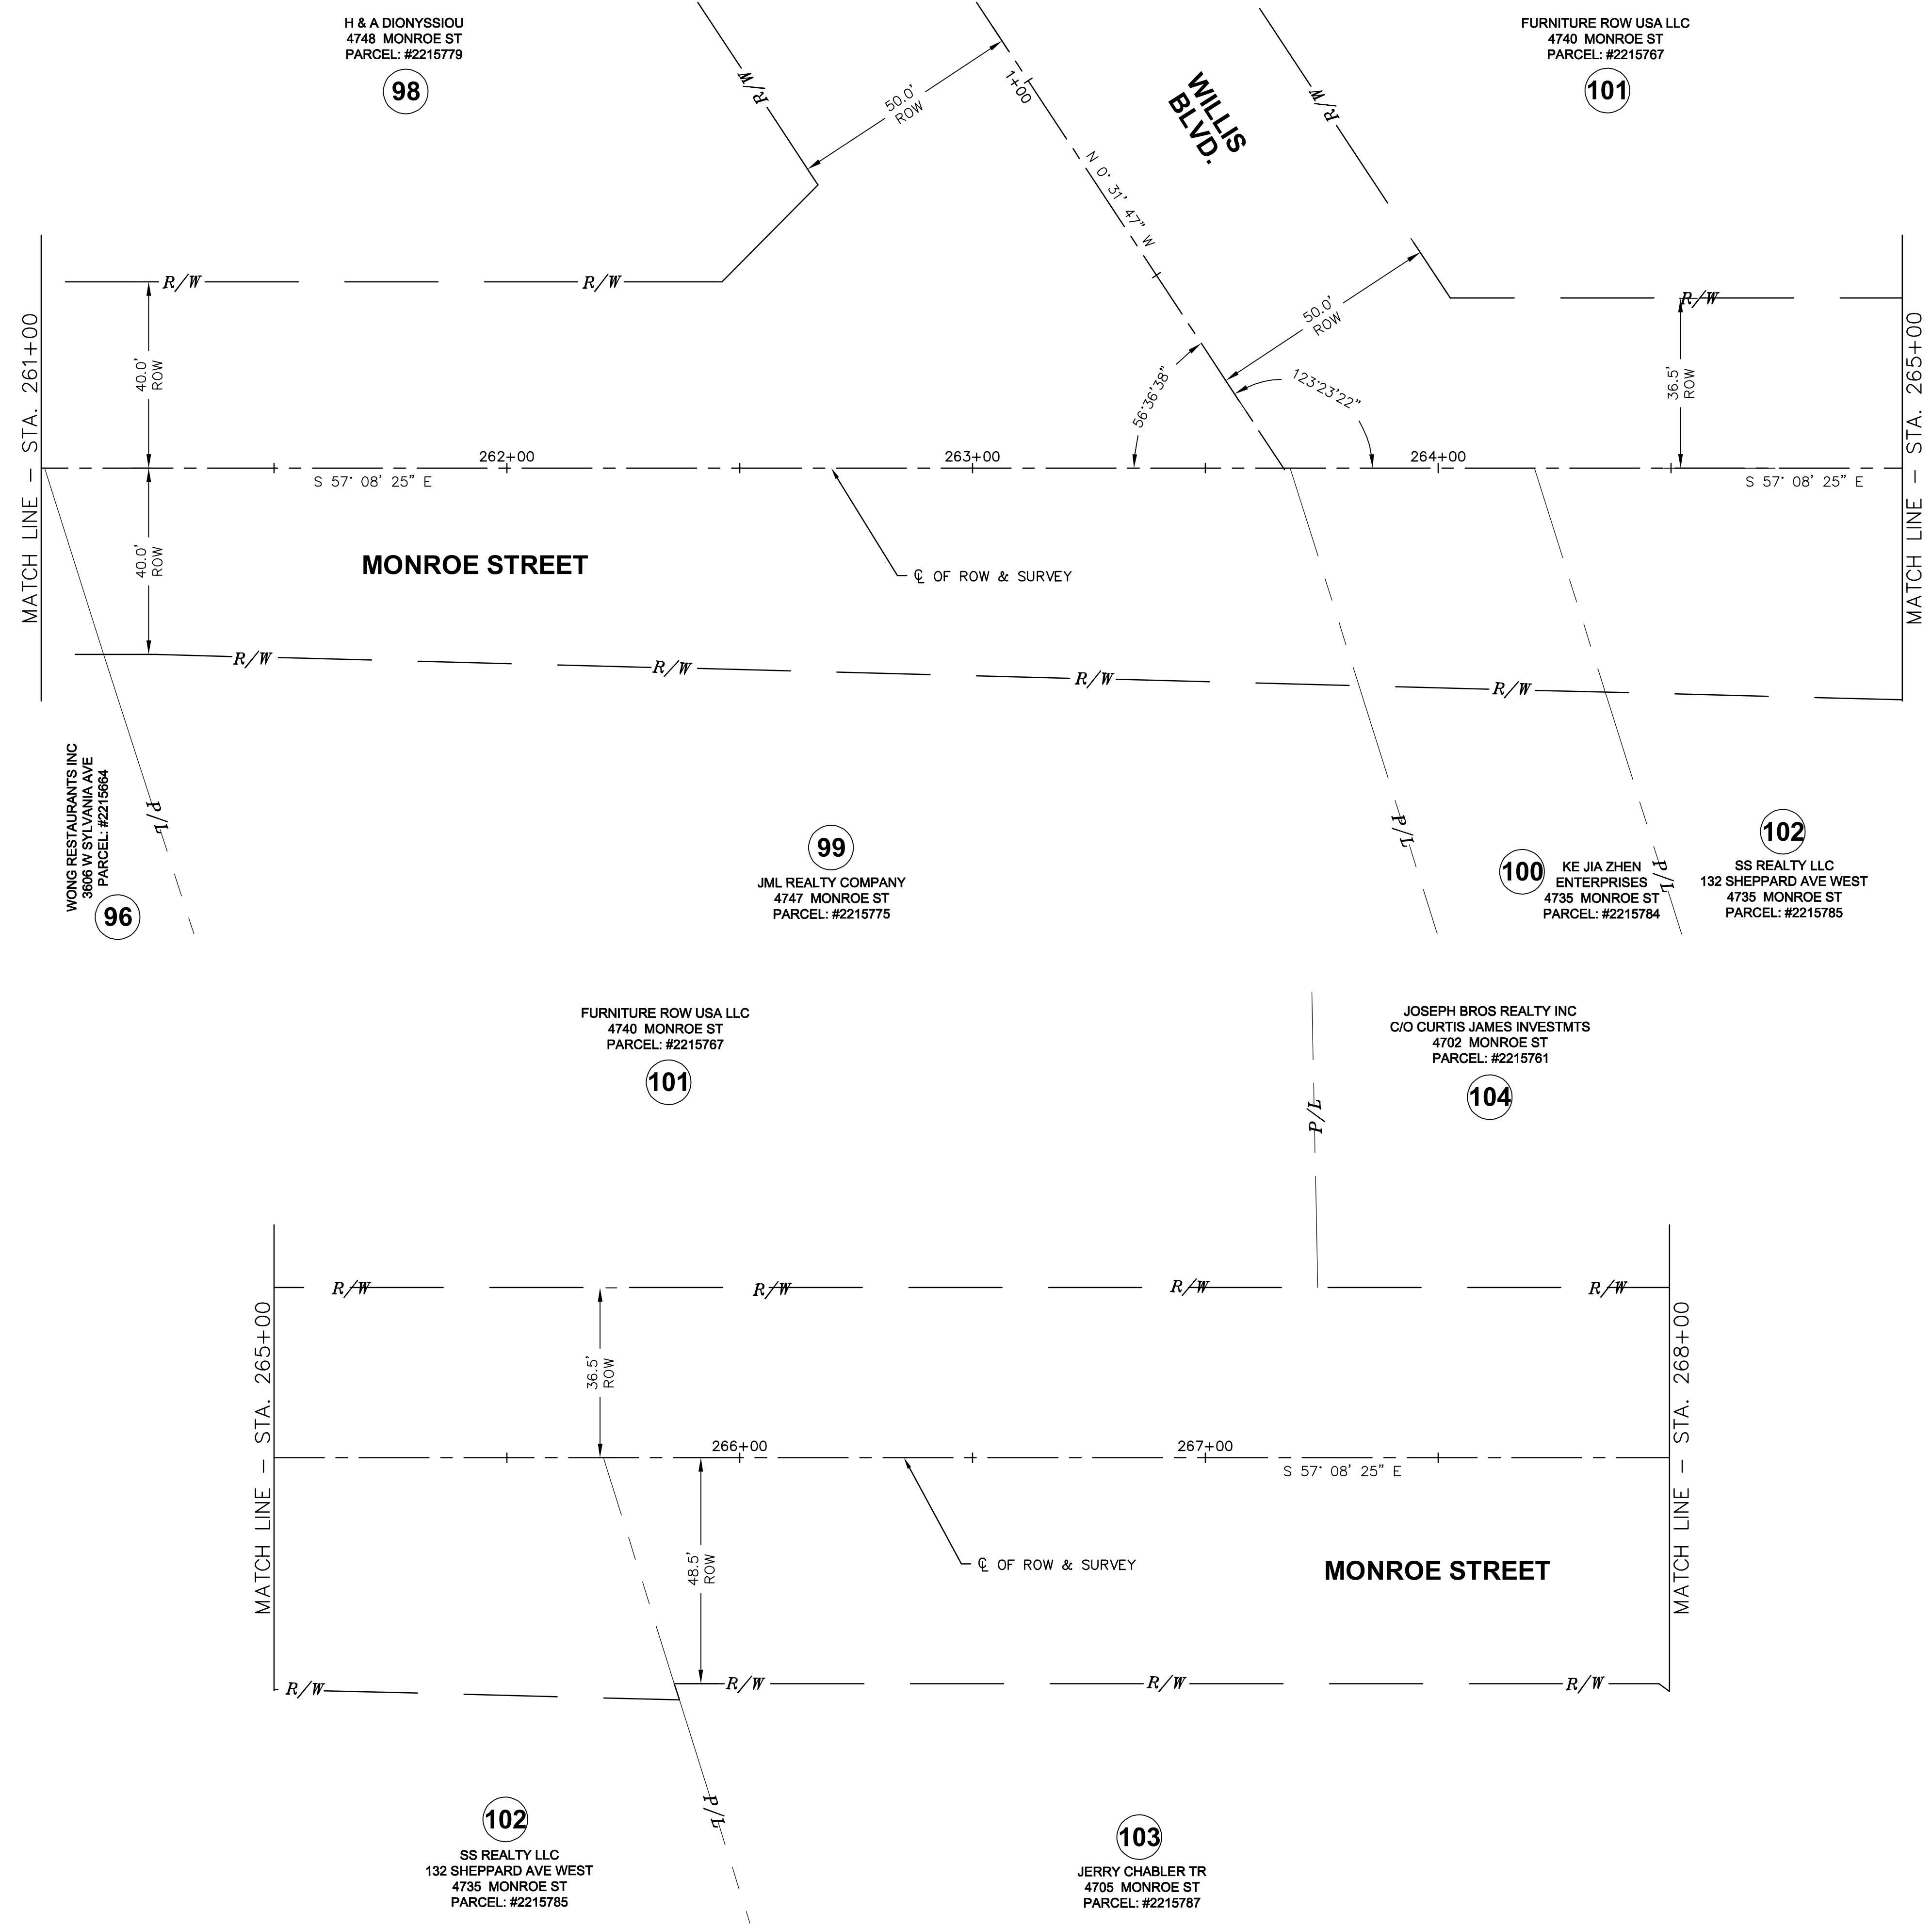 H & A DIONYSSIOU
4748 MONROE ST
PARCEL: #2215779
98
R/W
50.0'
ROW
1+00
WILLIS
BLVD.
R/W
FURNITURE ROW USA LLC
4740 MONROE ST
PARCEL: #2215767
101
N 0° 31' 47" W
R/W
R/W
50.0'
ROW
R/W
MATCH LINE - STA. 261+00
40.0'
ROW
56°36'38"
123°23'22"
36.5'
ROW
MATCH LINE - STA. 265+00
262+00
263+00
264+00
S 57° 08' 25" E
S 57° 08' 25" E
40.0'
ROW
MONROE STREET
℄ OF ROW & SURVEY
R/W
R/W
R/W
R/W
WONG RESTAURANTS INC
3606 W SYLVANIA AVE
PARCEL: #2215664
96
P/L
99
JML REALTY COMPANY
4747 MONROE ST
PARCEL: #2215775
P/L
100
KE JIA ZHEN
ENTERPRISES
4735 MONROE ST
PARCEL: #2215784
P/L
102
SS REALTY LLC
132 SHEPPARD AVE WEST
4735 MONROE ST
PARCEL: #2215785
FURNITURE ROW USA LLC
4740 MONROE ST
PARCEL: #2215767
101
P/L
JOSEPH BROS REALTY INC
C/O CURTIS JAMES INVESTMTS
4702 MONROE ST
PARCEL: #2215761
104
R/W
R/W
R/W
R/W
MATCH LINE - STA. 265+00
36.5'
ROW
MATCH LINE - STA. 268+00
266+00
267+00
S 57° 08' 25" E
48.5'
ROW
℄ OF ROW & SURVEY
MONROE STREET
R/W
R/W
R/W
R/W
P/L
102
SS REALTY LLC
132 SHEPPARD AVE WEST
4735 MONROE ST
PARCEL: #2215785
103
JERRY CHABLER TR
4705 MONROE ST
PARCEL: #2215787